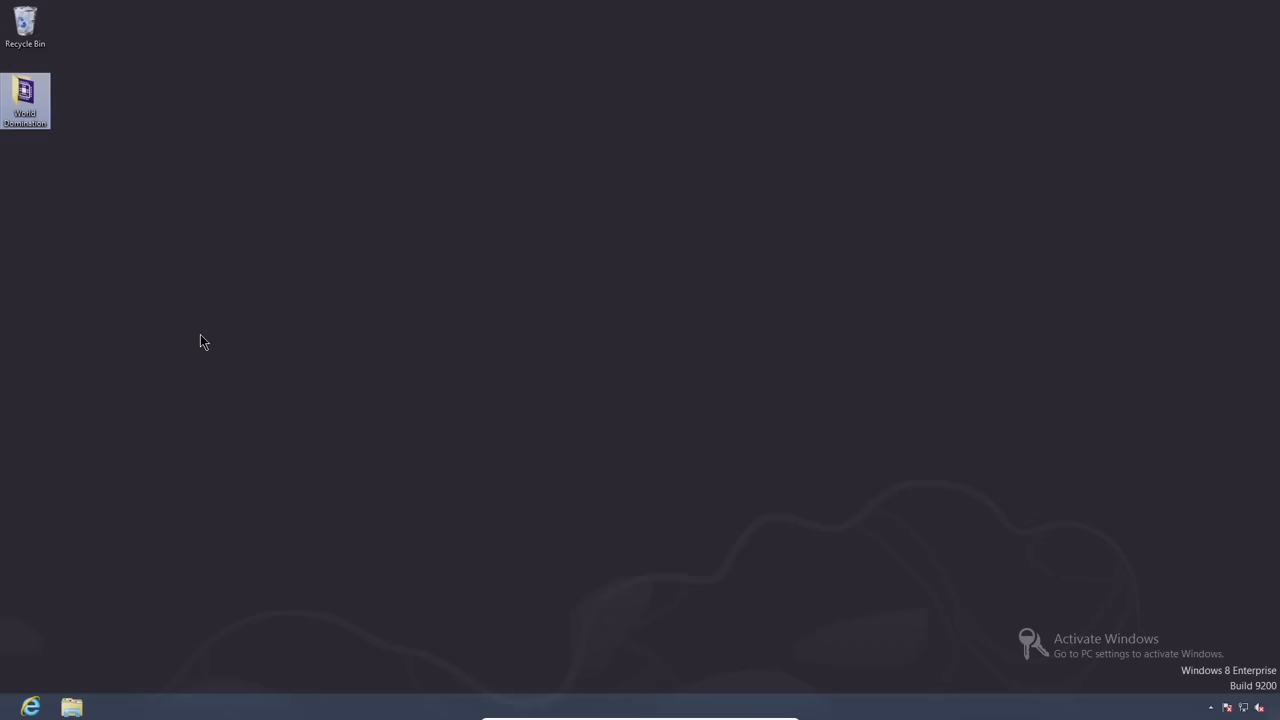 Recycle Bin
World
Domination
Activate Windows
Go to PC settings to activate Windows.
Windows 8 Enterprise
Build 9200